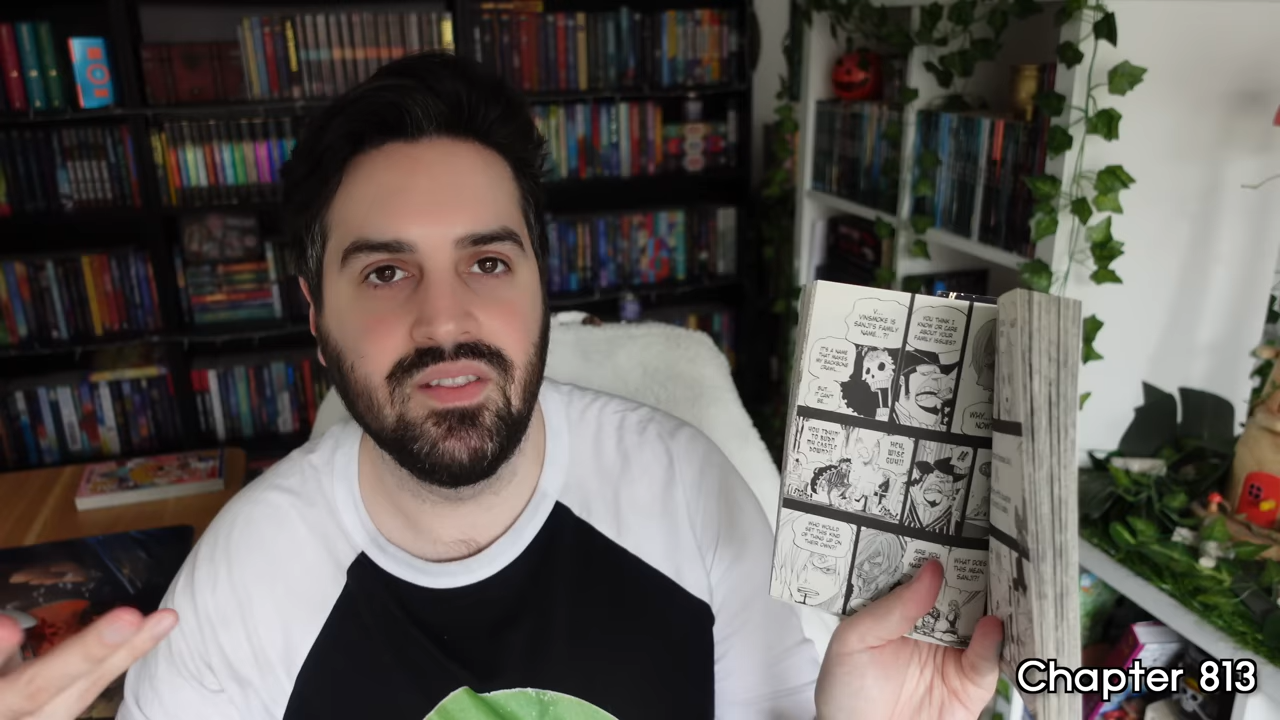 V...
VINSMOKE IS
SANJI'S FAMILY
NAME...?!
IT'S A NAME
THAT MAKES
MY BACKBONE
CRAWL...
BUT...
IT CAN'T
BE...
YOU THINK I
KNOW OR CARE
ABOUT YOUR
FAMILY ISSUES?
WHY...
NOW
YOU TRYIN'
TO BURN
MY CASTLE
DOWN?!
HEY,
WISE
GUY!!
WHO WOULD
SET THIS KIND
OF THING UP ON
THEIR OWN?!
ARE YOU
WHAT DOES
THIS MEAN,
SANJI?!
Chapter 813